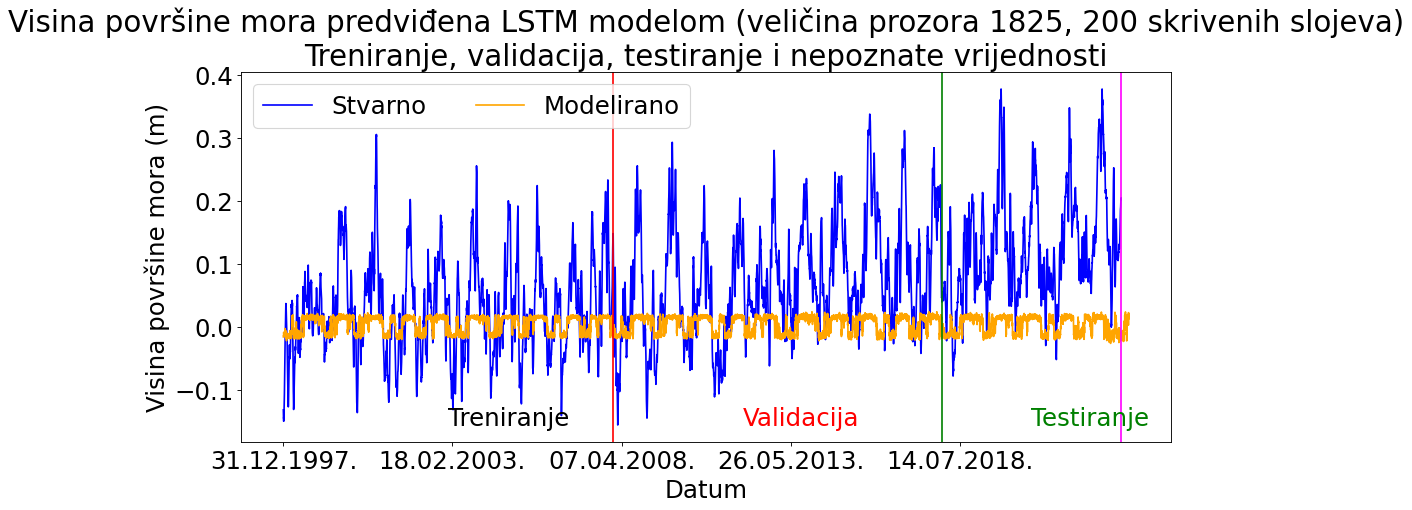 Visina površine mora predviđena LSTM modelom (veličina prozora 1825, 200 skrivenih slojeva)
Treniranje, validacija, testiranje i nepoznate vrijednosti
Stvarno
Modelirano
Visina površine mora (m)
0.4
0.3
0.2
0.1
0.0
−0.1
Treniranje
Validacija
Testiranje
31.12.1997.
18.02.2003.
07.04.2008.
26.05.2013.
14.07.2018.
Datum